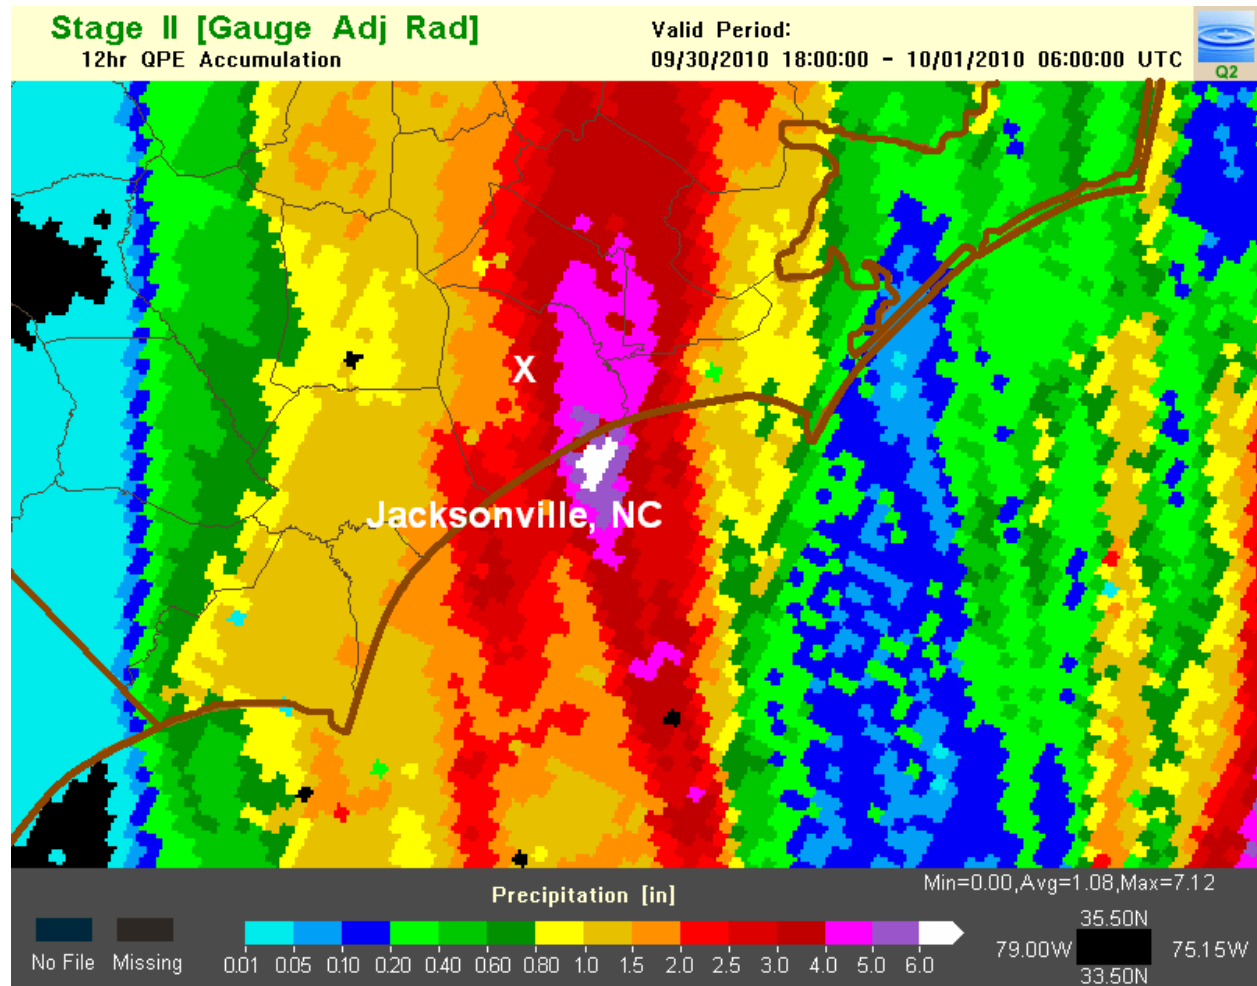 Stage II [Gauge Adj Rad]
12hr QPE Accumulation
Valid Period:
09/30/2010 18:00:00 - 10/01/2010 06:00:00 UTC
Q2
X
Jacksonville, NC
Min=0.00,Avg=1.08,Max=7.12
Precipitation [in]
No File Missing
0.01 0.05 0.10 0.20 0.40 0.60 0.80 1.0 1.5 2.0 2.5 3.0 4.0 5.0 6.0
35.50N
79.00W 75.15W
33.50N